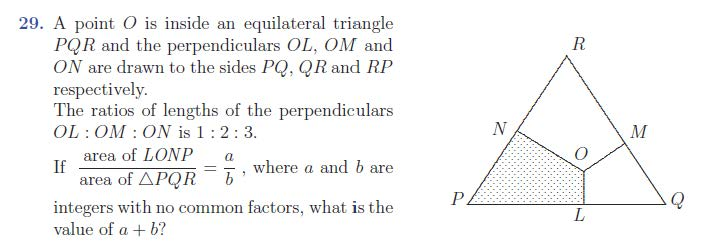 29. A point O is inside an equilateral triangle
PQR and the perpendiculars OL, OM and
ON are drawn to the sides PQ, QR and RP
respectively.
The ratios of lengths of the perpendiculars
OL : OM : ON is 1 : 2 : 3.
If area of LONP / area of △PQR = a/b, where a and b are
integers with no common factors, what is the
value of a + b?
R
N
M
O
P
Q
L